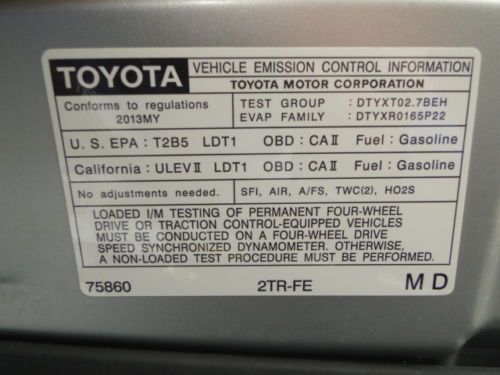 TOYOTA VEHICLE EMISSION CONTROL INFORMATION
TOYOTA MOTOR CORPORATION
Conforms to regulations
2013MY
TEST GROUP : DTYXT02.7BEH
EVAP FAMILY : DTYXR0165P22
U. S. EPA : T2B5 LDT1 OBD : CAⅡ Fuel : Gasoline
California : ULEVⅡ LDT1 OBD : CAⅡ Fuel : Gasoline
No adjustments needed. SFI, AIR, A/FS, TWC(2), HO2S
LOADED I/M TESTING OF PERMANENT FOUR-WHEEL
DRIVE OR TRACTION CONTROL-EQUIPPED VEHICLES
MUST BE CONDUCTED ON A FOUR-WHEEL DRIVE
SPEED SYNCHRONIZED DYNAMOMETER. OTHERWISE,
A NON-LOADED TEST PROCEDURE MUST BE PERFORMED.
75860 2TR-FE M D